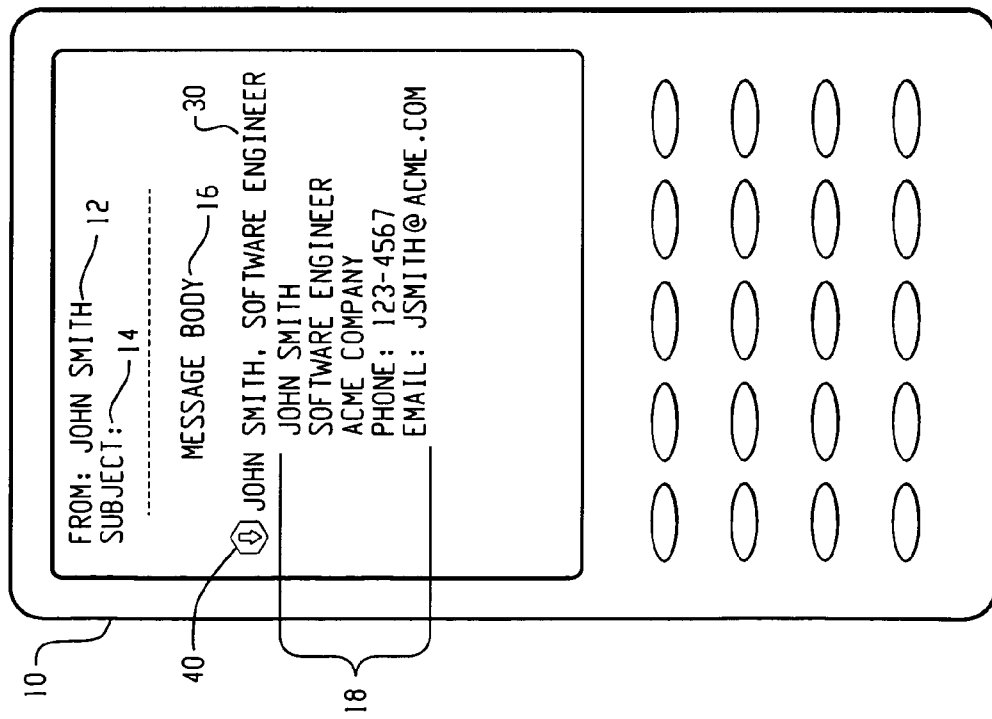 10
FROM: JOHN SMITH 12
SUBJECT: 14
MESSAGE BODY 16
40
JOHN SMITH, SOFTWARE ENGINEER 30
18
JOHN SMITH
SOFTWARE ENGINEER
ACME COMPANY
PHONE: 123-4567
EMAIL: JSMITH@ACME.COM